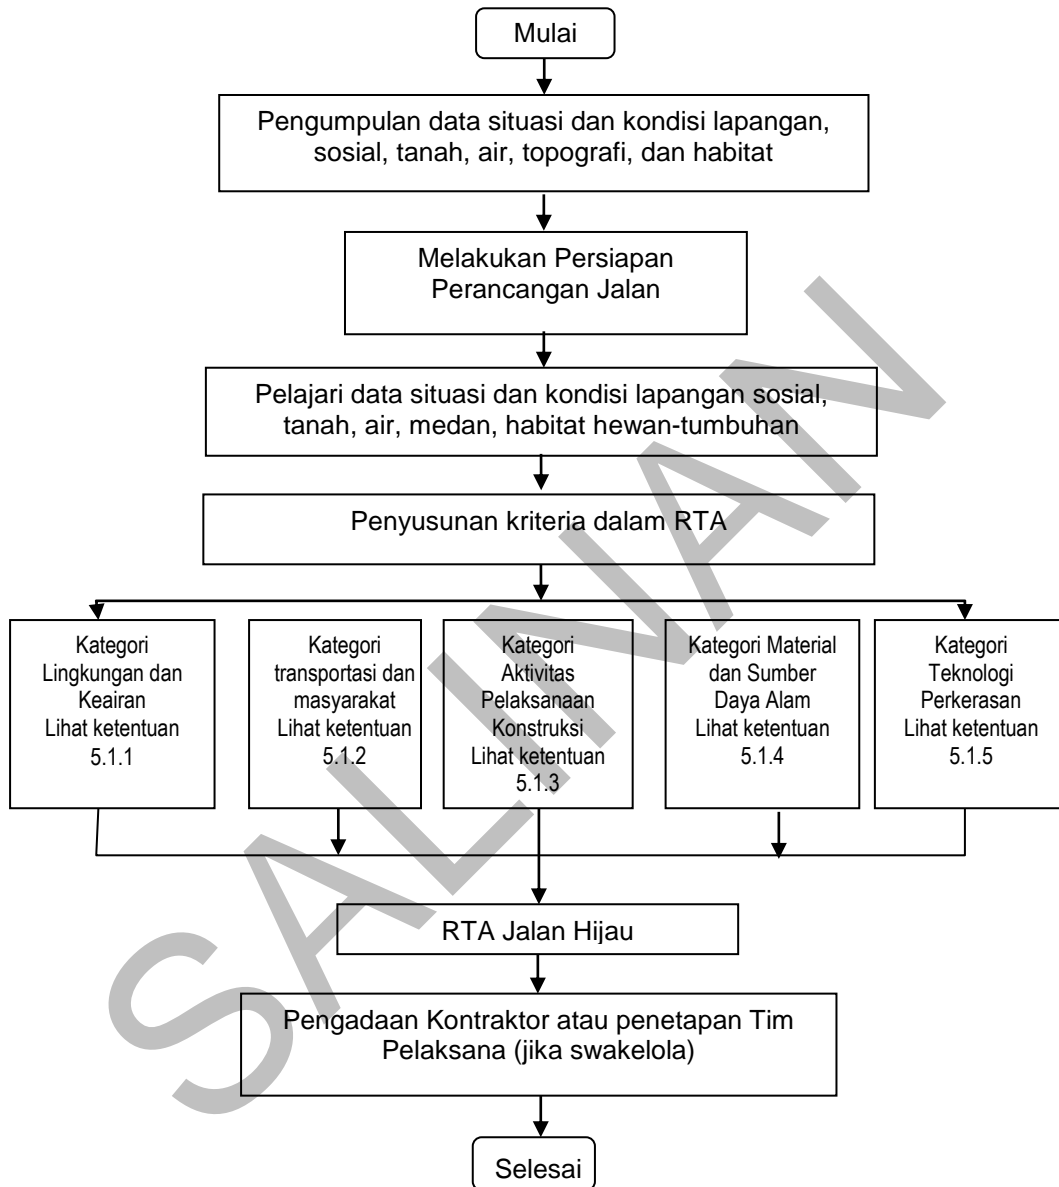 Mulai
Pengumpulan data situasi dan kondisi lapangan,
sosial, tanah, air, topografi, dan habitat
Melakukan Persiapan
Perancangan Jalan
Pelajari data situasi dan kondisi lapangan sosial,
tanah, air, medan, habitat hewan-tumbuhan
Penyusunan kriteria dalam RTA
Kategori
Lingkungan dan
Keairan
Lihat ketentuan
5.1.1
Kategori
transportasi dan
masyarakat
Lihat ketentuan
5.1.2
Kategori
Aktivitas
Pelaksanaan
Konstruksi
Lihat ketentuan
5.1.3
Kategori Material
dan Sumber
Daya Alam
Lihat ketentuan
5.1.4
Kategori
Teknologi
Perkerasan
Lihat ketentuan
5.1.5
RTA Jalan Hijau
Pengadaan Kontraktor atau penetapan Tim
Pelaksana (jika swakelola)
Selesai
SALINAN